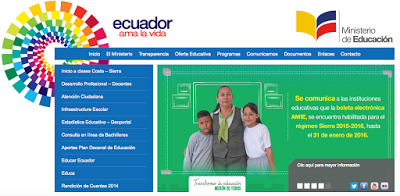 ecuador
ama la vida
Ministerio
de Educación
Inicio El Ministerio Transparencia Oferta Educativa Programas Comunicamos Documentos Enlaces Contacto
Inicio a clases Costa - Sierra
Desarrollo Profesional - Docentes
Atención Ciudadana
Infraestructura Escolar
Estadística Educativa - Geoportal
Consulta en línea de Bachilleres
Aportes Plan Decenal de Educación
Educar Ecuador
Educa
Rendición de Cuentas 2014
Se comunica a las instituciones
educativas que la boleta electrónica
AMIE, se encuentra habilitada para el
régimen Sierra 2015-2016, hasta
el 31 de enero de 2016.
Clic aquí para mayor información
Transformar la educación
MISIÓN DE TODOS